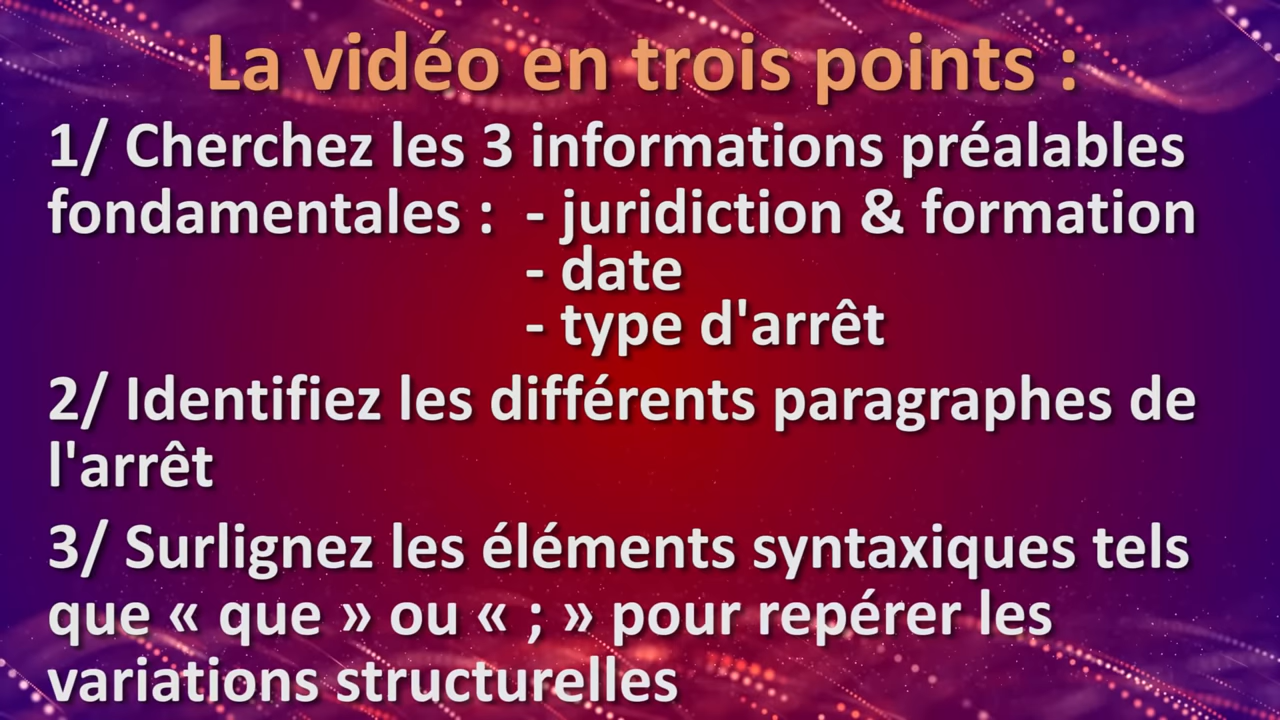 La vidéo en trois points :
1/ Cherchez les 3 informations préalables
fondamentales : - juridiction & formation
- date
- type d'arrêt
2/ Identifiez les différents paragraphes de
l'arrêt
3/ Surlignez les éléments syntaxiques tels
que « que » ou « ; » pour repérer les
variations structurelles